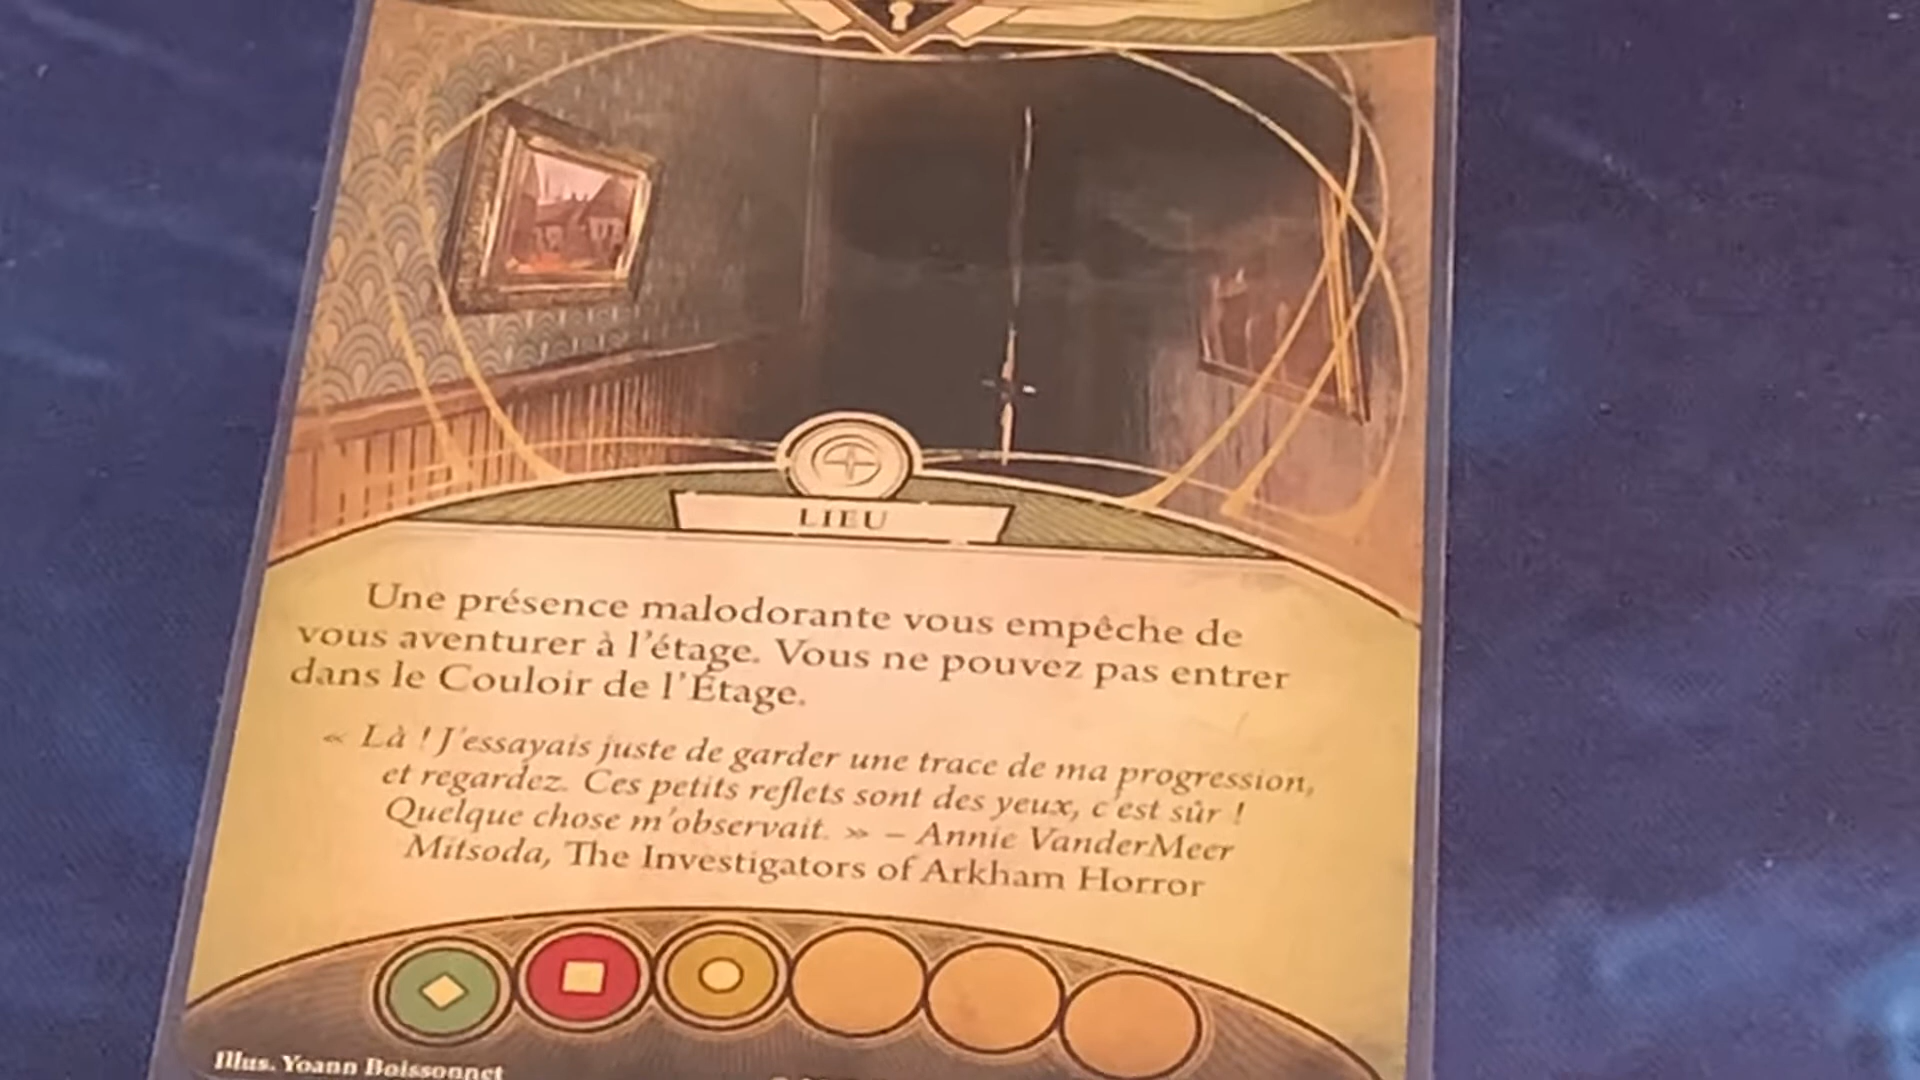 LIEU
Une présence malodorante vous empêche de
vous aventurer à l'étage. Vous ne pouvez pas entrer
dans le Couloir de l'Étage.
« Là ! J'essayais juste de garder une trace de ma progression,
et regardez. Ces petits reflets sont des yeux, c'est sûr !
Quelque chose m'observait. » – Annie VanderMeer
Mitsoda, The Investigators of Arkham Horror
Illus. Yoann Boissonnet